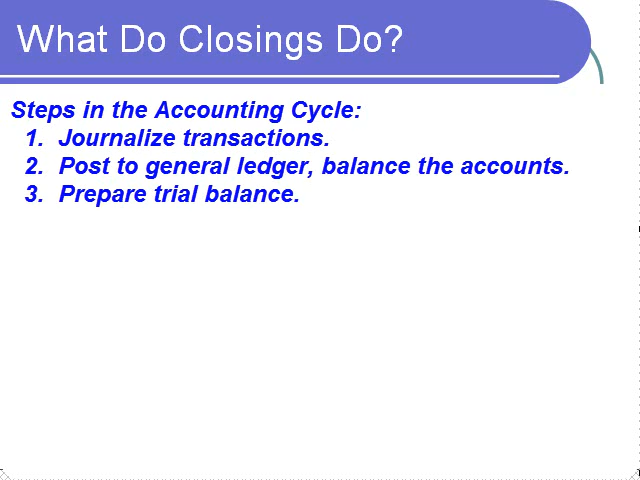 What Do Closings Do?
Steps in the Accounting Cycle:
1. Journalize transactions.
2. Post to general ledger, balance the accounts.
3. Prepare trial balance.